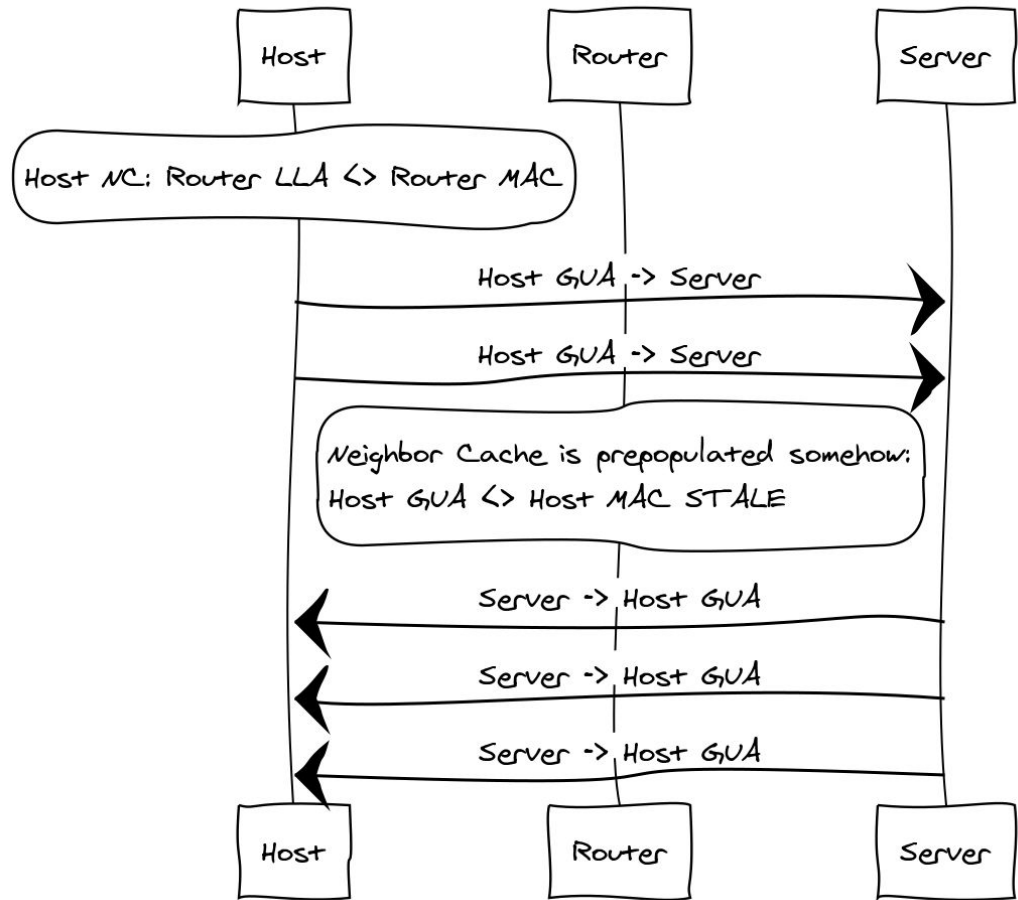 Host
Router
Server
Host NC: Router LLA <> Router MAC
Host GUA -> Server
Host GUA -> Server
Neighbor Cache is prepopulated somehow:
Host GUA <> Host MAC STALE
Server -> Host GUA
Server -> Host GUA
Server -> Host GUA
Host
Router
Server